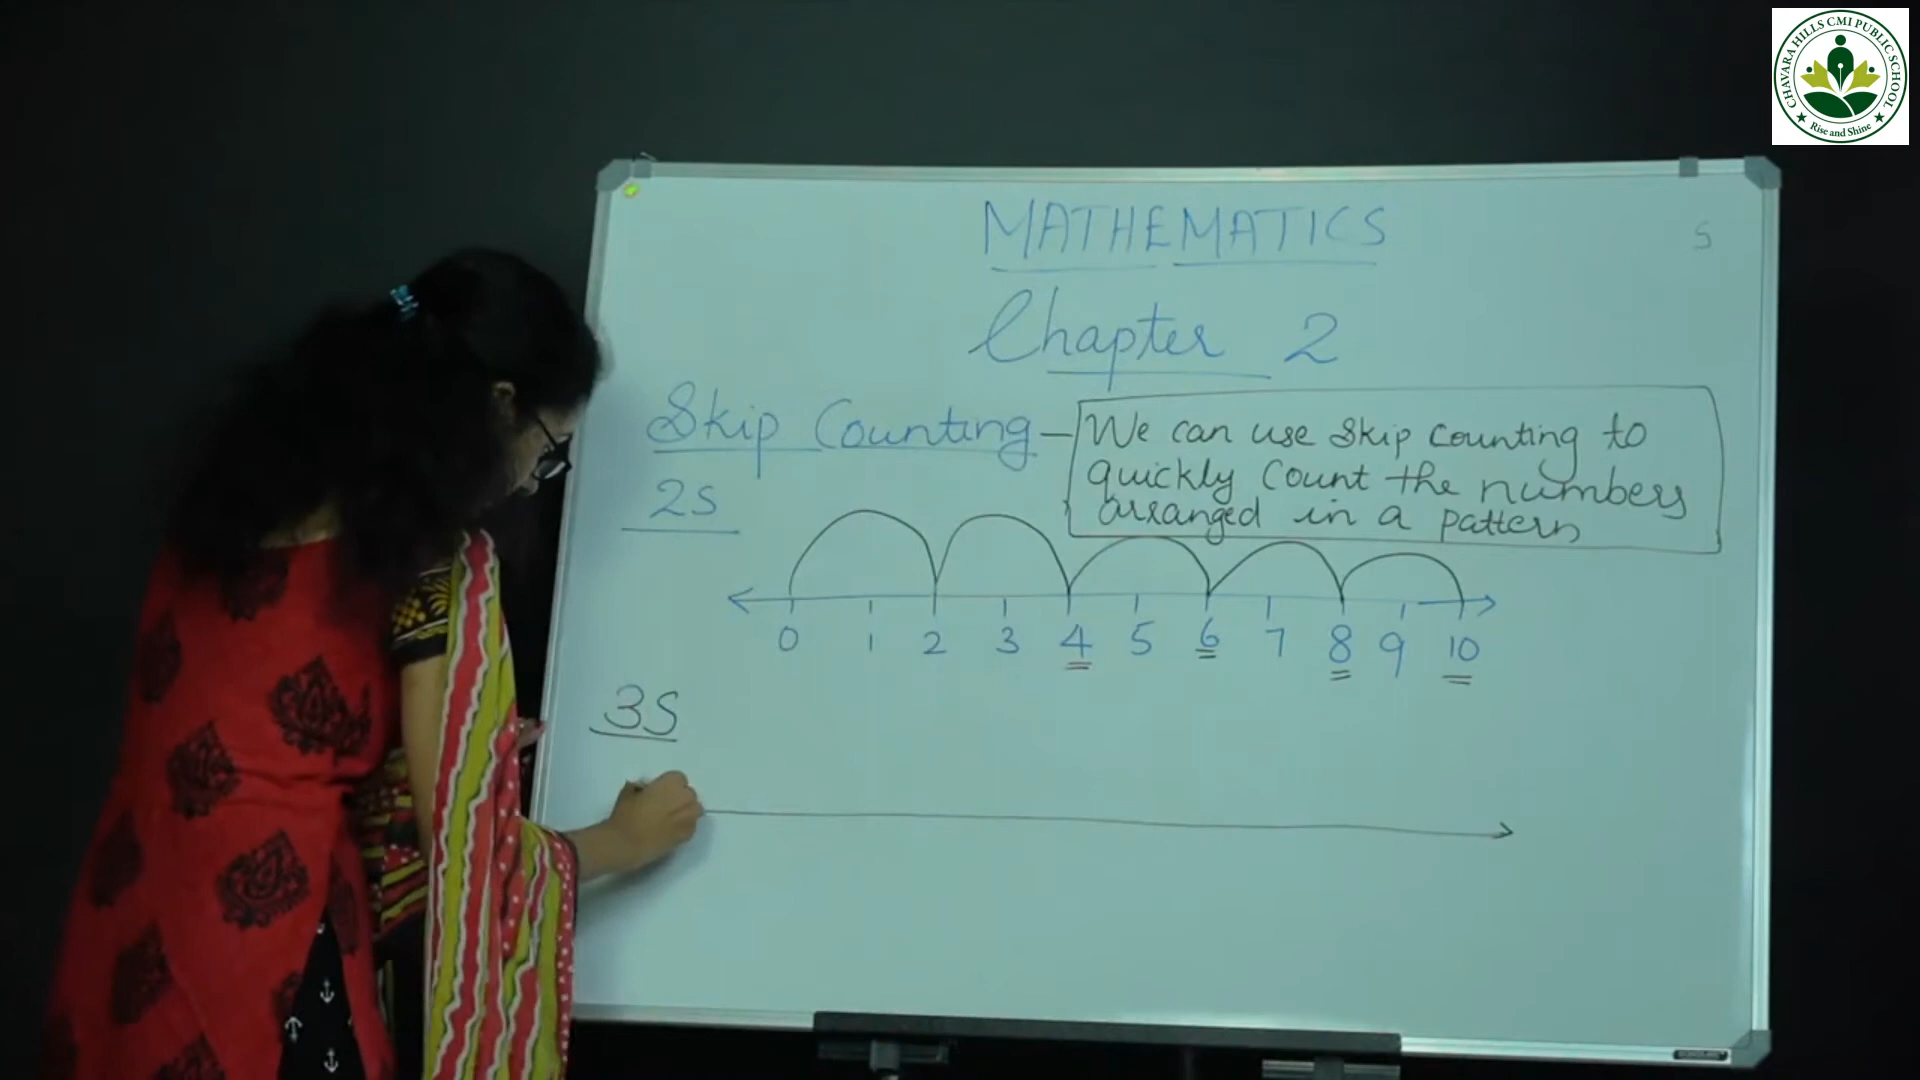 CHAVARA HILLS CMI PUBLIC SCHOOL
Rise and Shine
MATHEMATICS
S
Chapter 2
Skip Counting – We can use skip counting to
quickly count the numbers
arranged in a pattern
2S
0 1 2 3 4 5 6 7 8 9 10
3S